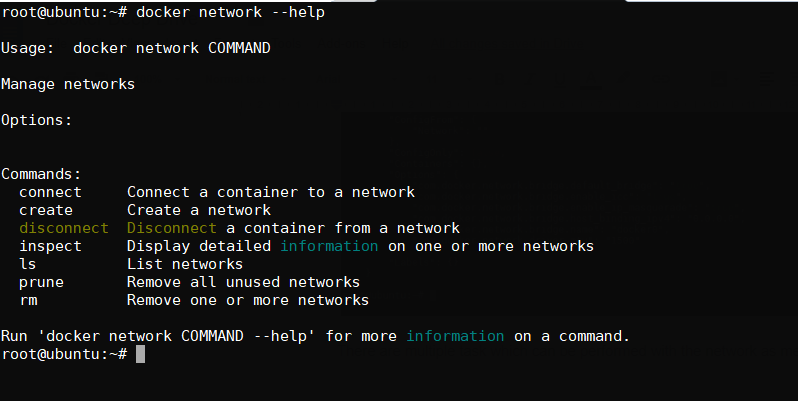 root@ubuntu:~# docker network --help
Usage:  docker network COMMAND
Manage networks
Options:
Commands:
  connect     Connect a container to a network
  create      Create a network
  disconnect  Disconnect a container from a network
  inspect     Display detailed information on one or more networks
  ls          List networks
  prune       Remove all unused networks
  rm          Remove one or more networks
Run 'docker network COMMAND --help' for more information on a command.
root@ubuntu:~#